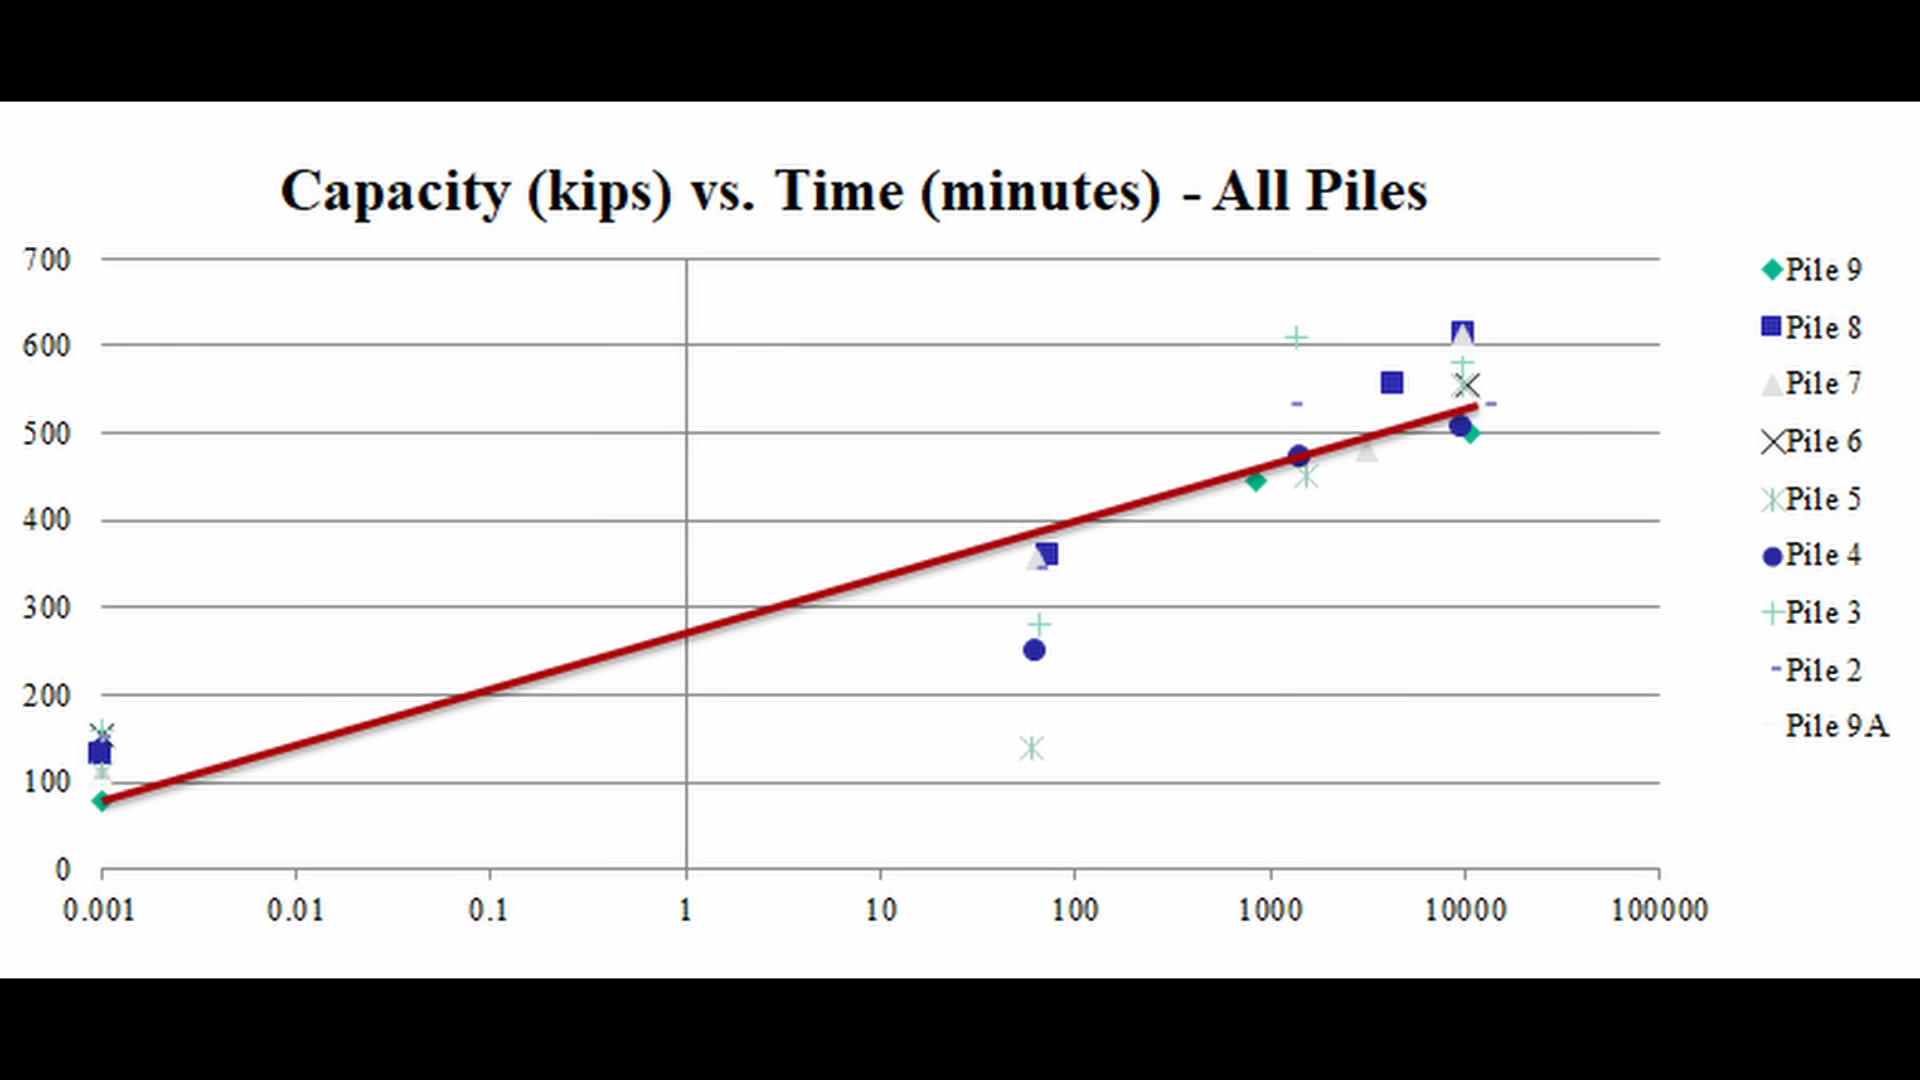 Capacity (kips) vs. Time (minutes) - All Piles
700
600
500
400
300
200
100
0
0.001 0.01 0.1 1 10 100 1000 10000 100000
Pile 9
Pile 8
Pile 7
Pile 6
Pile 5
Pile 4
Pile 3
Pile 2
Pile 9A